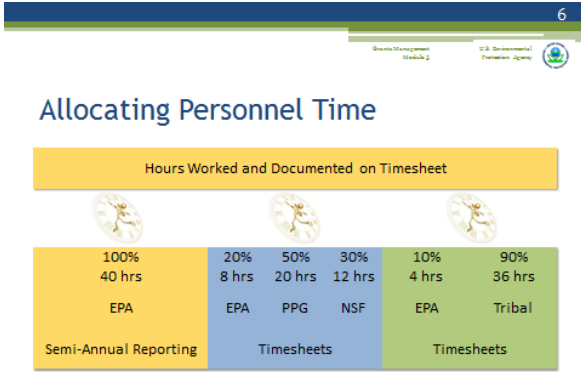 6
Grants Management
Module 2
U.S. Environmental
Protection Agency
Allocating Personnel Time
Hours Worked and Documented on Timesheet
100%
40 hrs
EPA
Semi-Annual Reporting
20% 50% 30%
8 hrs 20 hrs 12 hrs
EPA PPG NSF
Timesheets
10% 90%
4 hrs 36 hrs
EPA Tribal
Timesheets